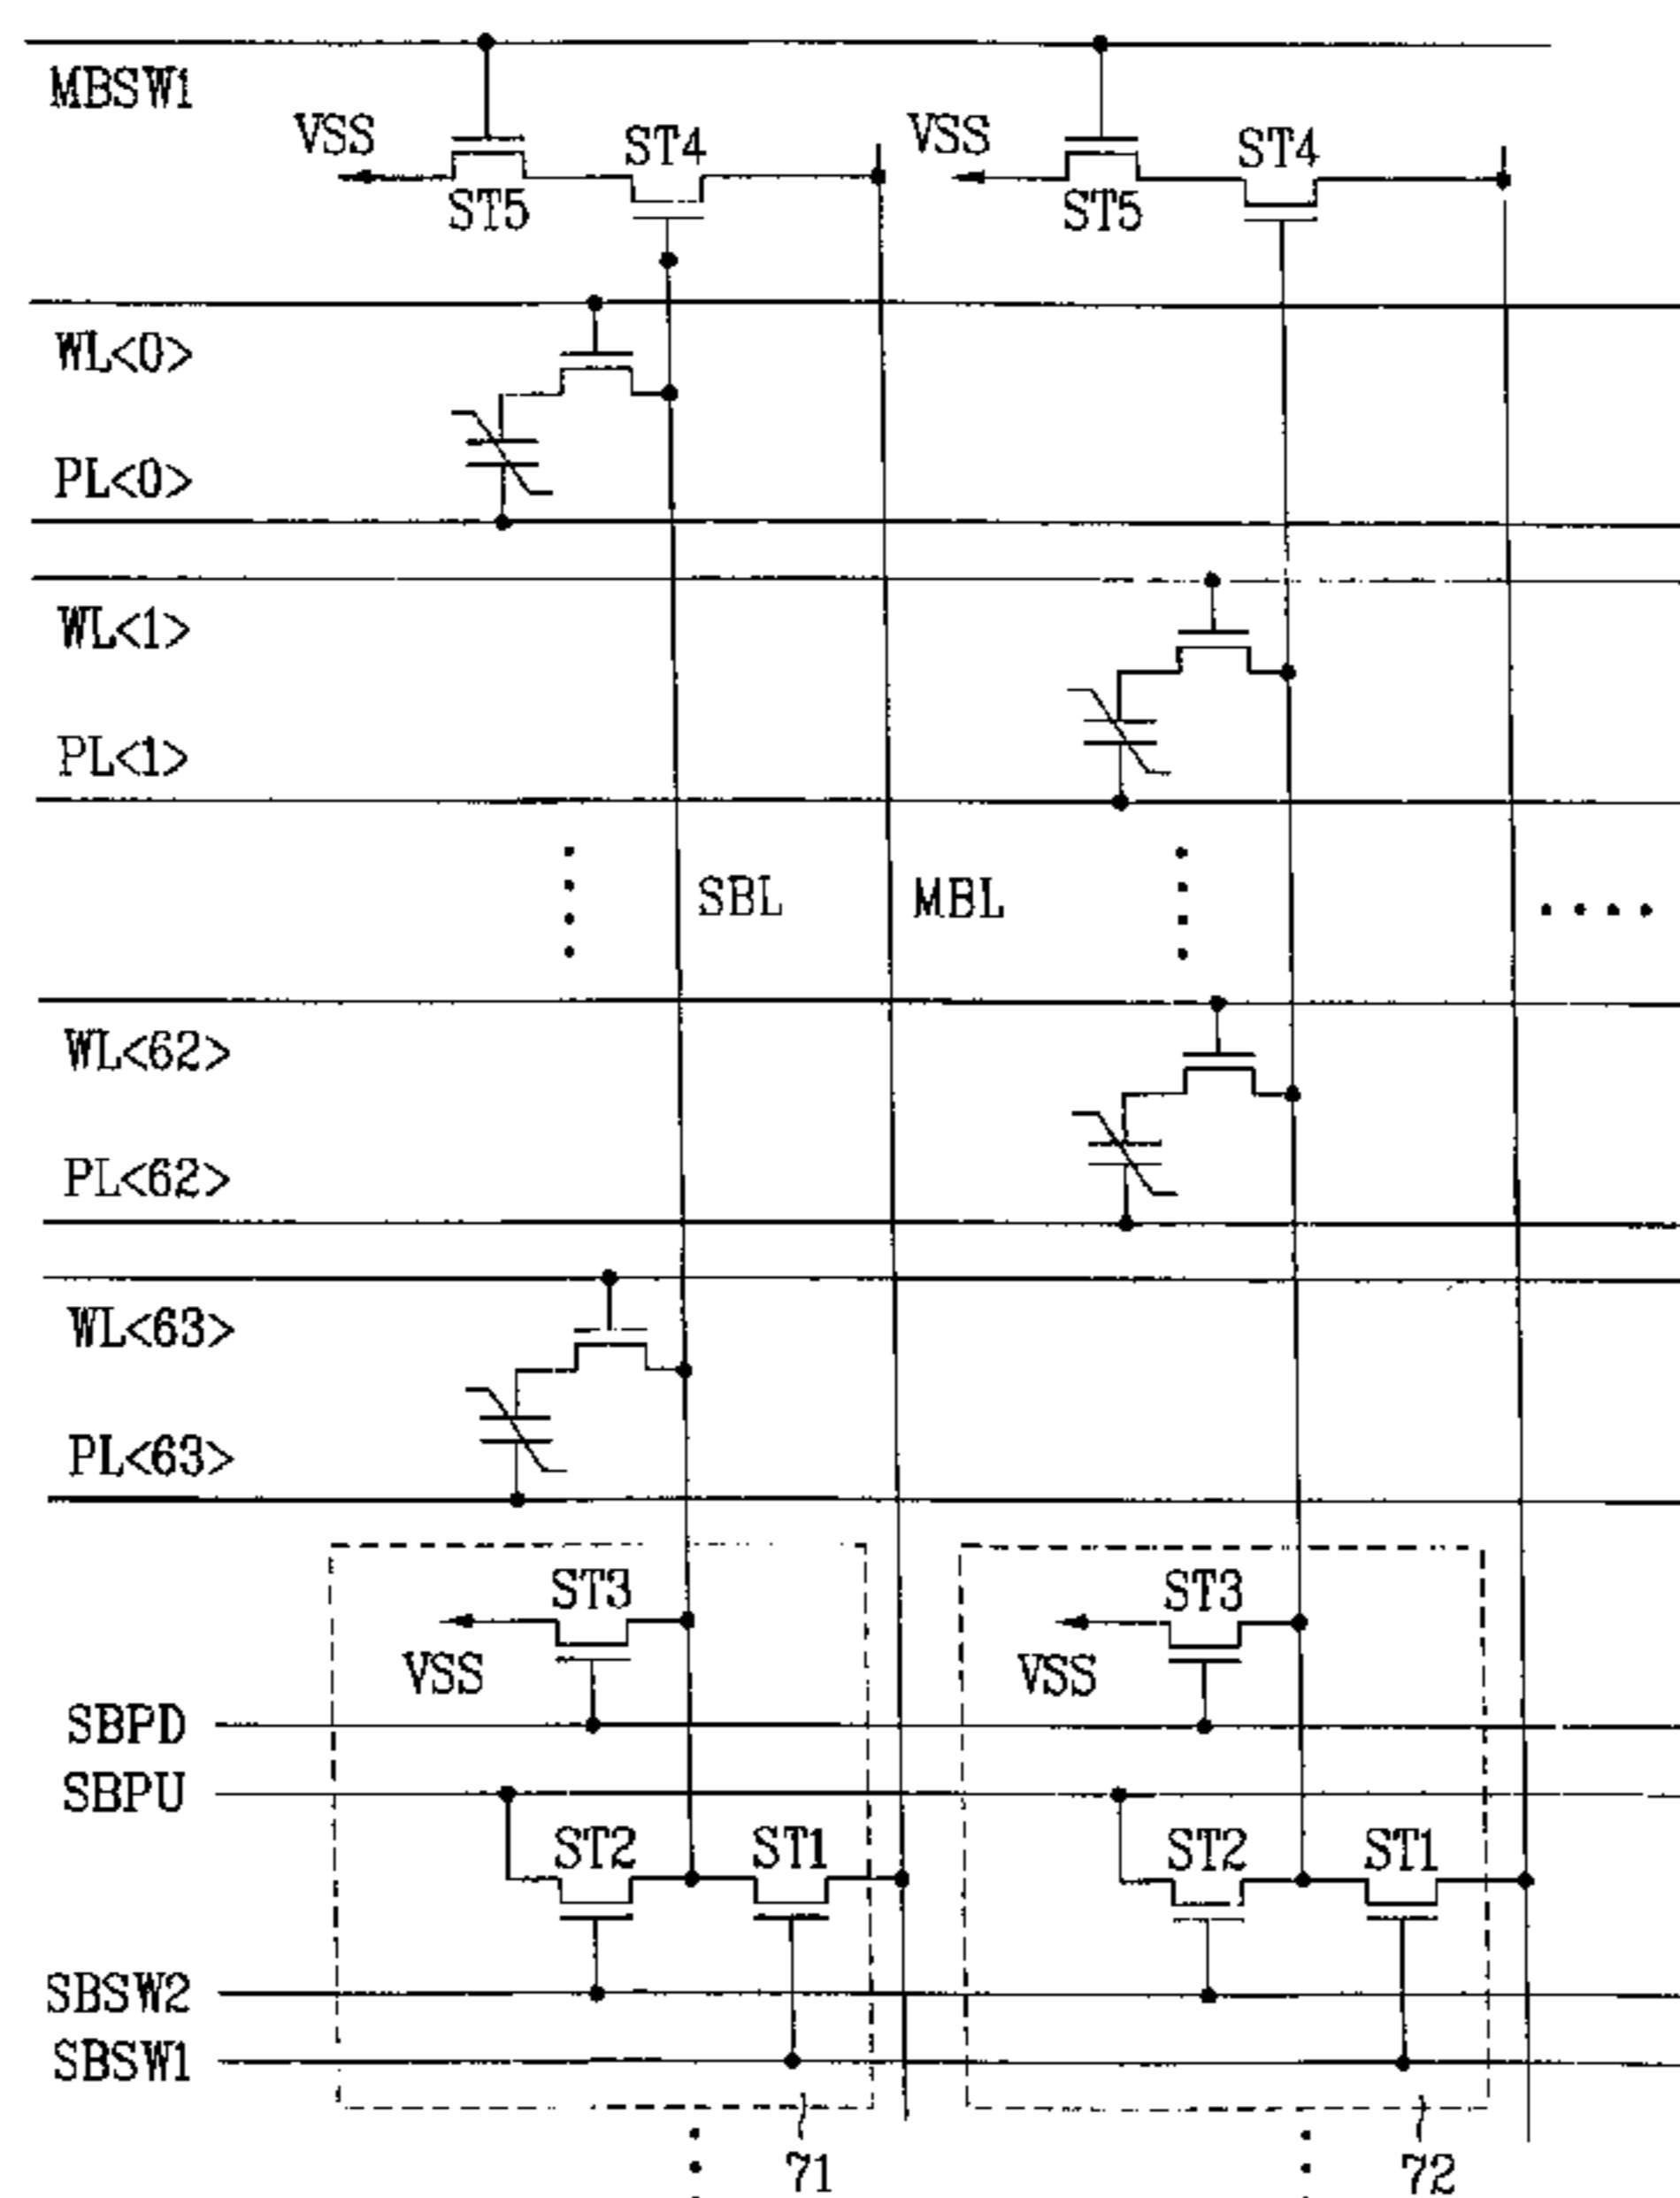 MBSW1
VSS ST4 VSS ST4
ST5 ST5
WL<0>
PL<0>
WL<1>
PL<1>
SBL MBL
WL<62>
PL<62>
WL<63>
PL<63>
ST3 ST3
VSS VSS
SBPD
SBPU
ST2 ST1 ST2 ST1
SBSW2
SBSW1
71 72